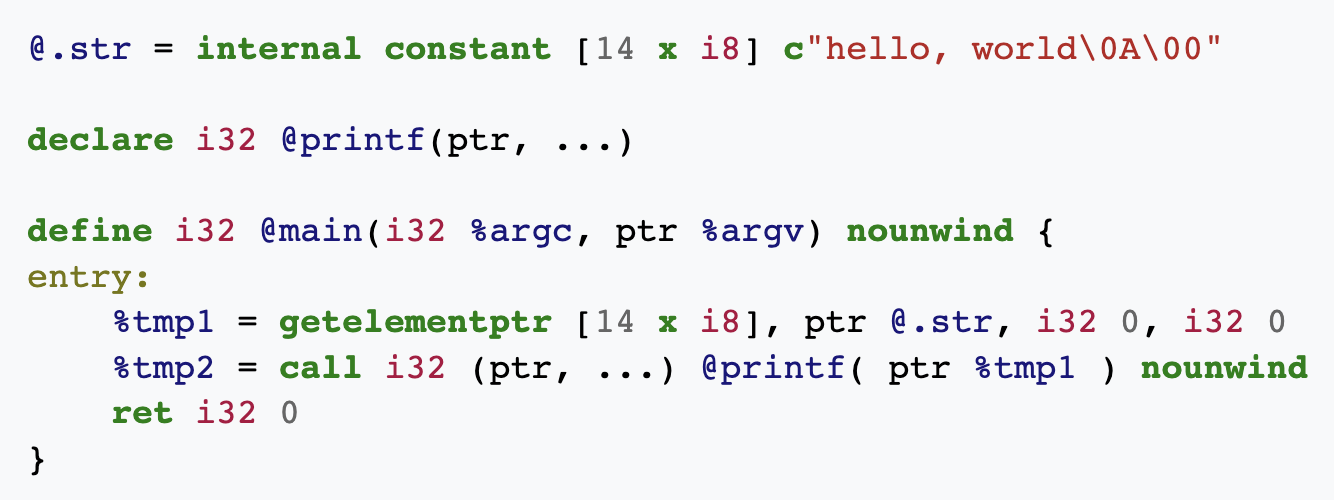 @.str = internal constant [14 x i8] c"hello, world\0A\00"
declare i32 @printf(ptr, ...)
define i32 @main(i32 %argc, ptr %argv) nounwind {
entry:
    %tmp1 = getelementptr [14 x i8], ptr @.str, i32 0, i32 0
    %tmp2 = call i32 (ptr, ...) @printf( ptr %tmp1 ) nounwind
    ret i32 0
}